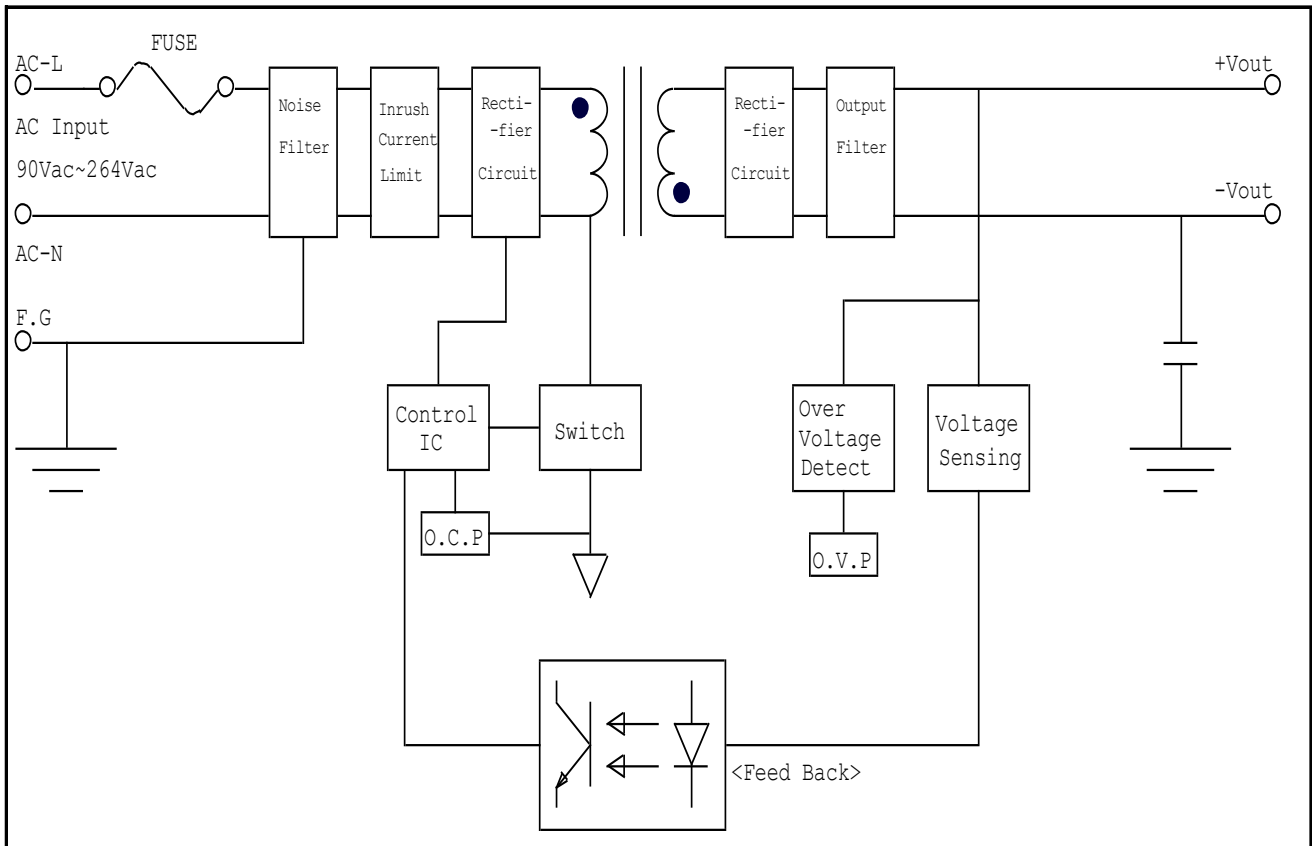 FUSE
AC-L
+Vout
AC Input
90Vac~264Vac
-Vout
AC-N
F.G
Noise
Filter
Inrush
Current
Limit
Recti-
-fier
Circuit
Recti-
-fier
Circuit
Output
Filter
Control
IC
Switch
Over
Voltage
Detect
Voltage
Sensing
O.C.P
O.V.P
<Feed Back>